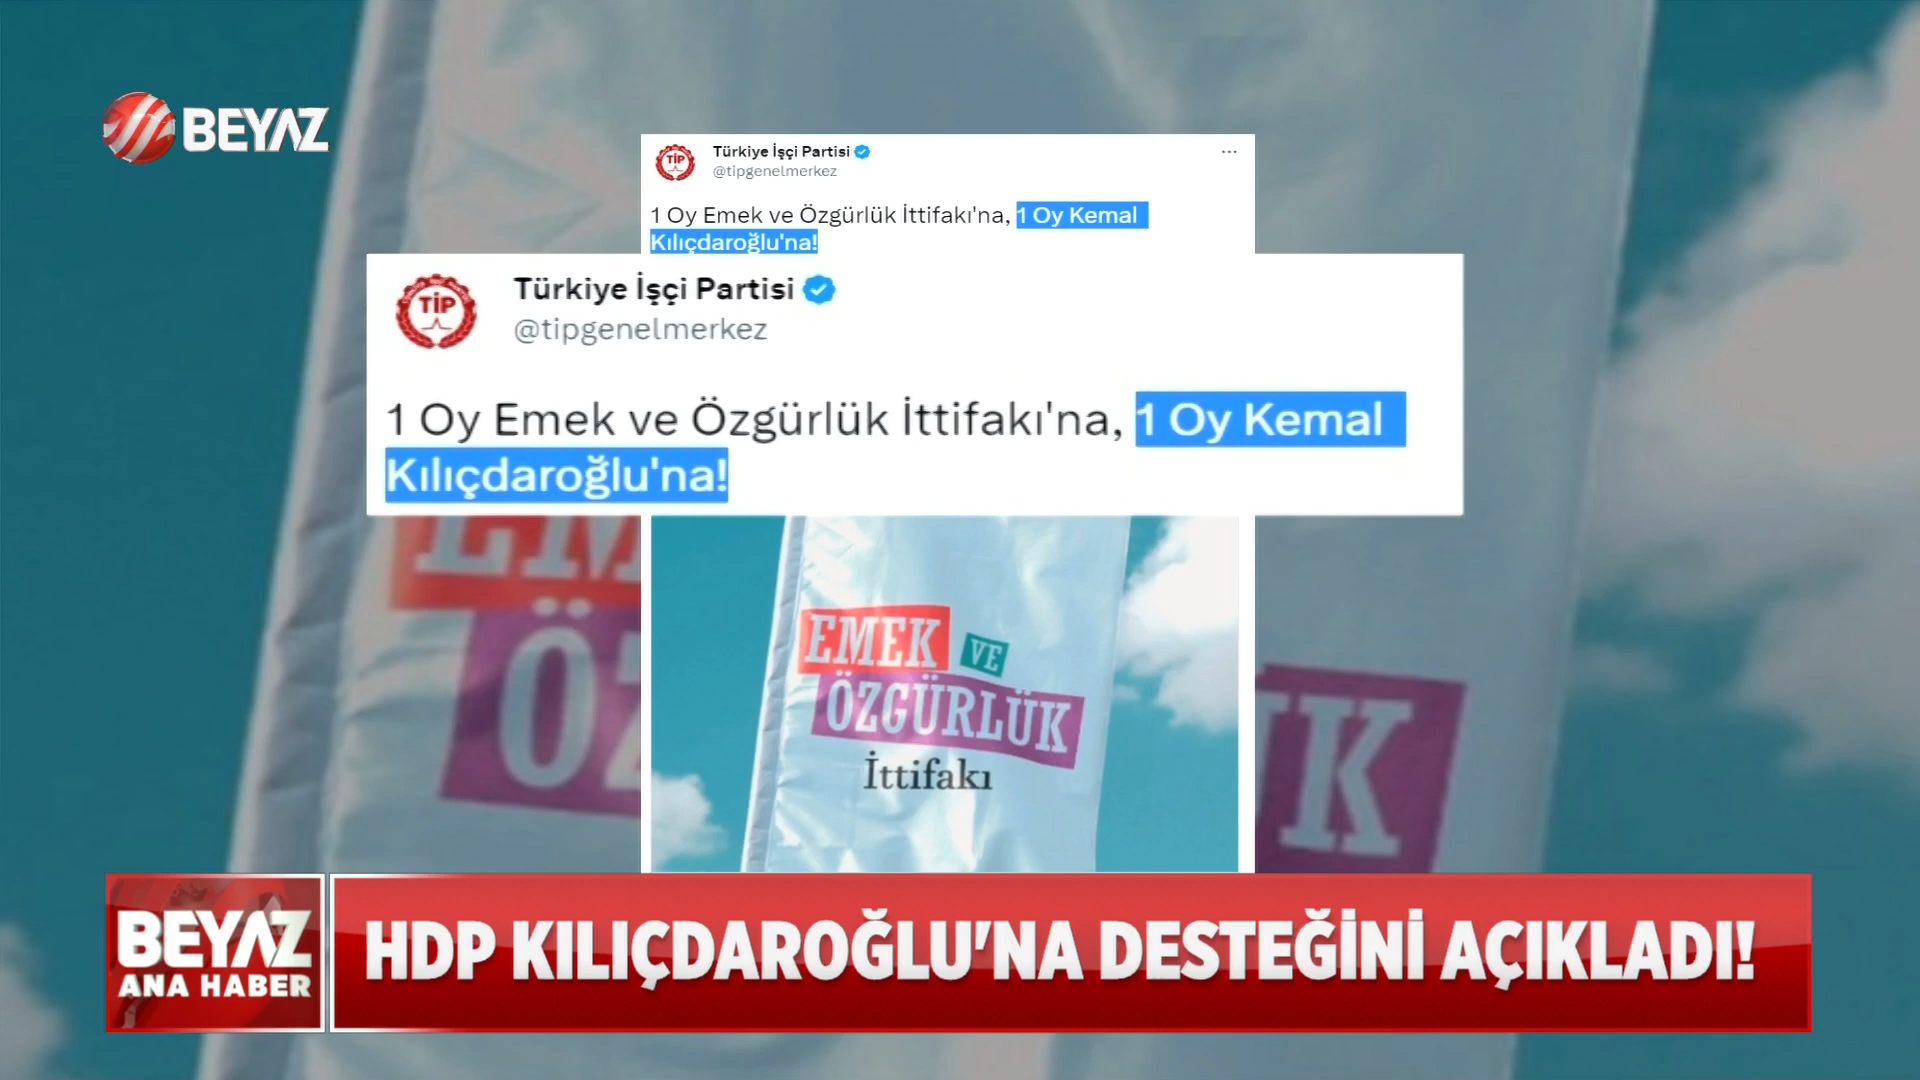 BEYAZ
TİP
Türkiye İşçi Partisi
@tipgenelmerkez
1 Oy Emek ve Özgürlük İttifakı'na, 1 Oy Kemal
Kılıçdaroğlu'na!
TİP
Türkiye İşçi Partisi
@tipgenelmerkez
1 Oy Emek ve Özgürlük İttifakı'na, 1 Oy Kemal
Kılıçdaroğlu'na!
EMEK VE
ÖZGÜRLÜK
İttifakı
BEYAZ
ANA HABER
HDP KILIÇDAROĞLU'NA DESTEĞİNİ AÇIKLADI!